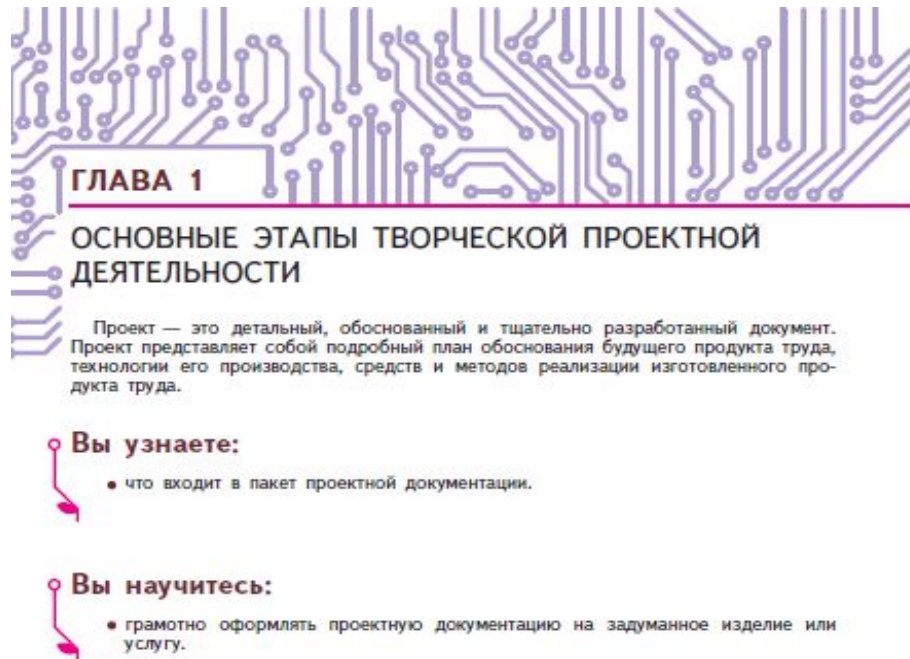 ГЛАВА 1
ОСНОВНЫЕ ЭТАПЫ ТВОРЧЕСКОЙ ПРОЕКТНОЙ
ДЕЯТЕЛЬНОСТИ
Проект — это детальный, обоснованный и тщательно разработанный документ.
Проект представляет собой подробный план обоснования будущего продукта труда,
технологии его производства, средств и методов реализации изготовленного про-
дукта труда.
Вы узнаете:
• что входит в пакет проектной документации.
Вы научитесь:
• грамотно оформлять проектную документацию на задуманное изделие или
услугу.